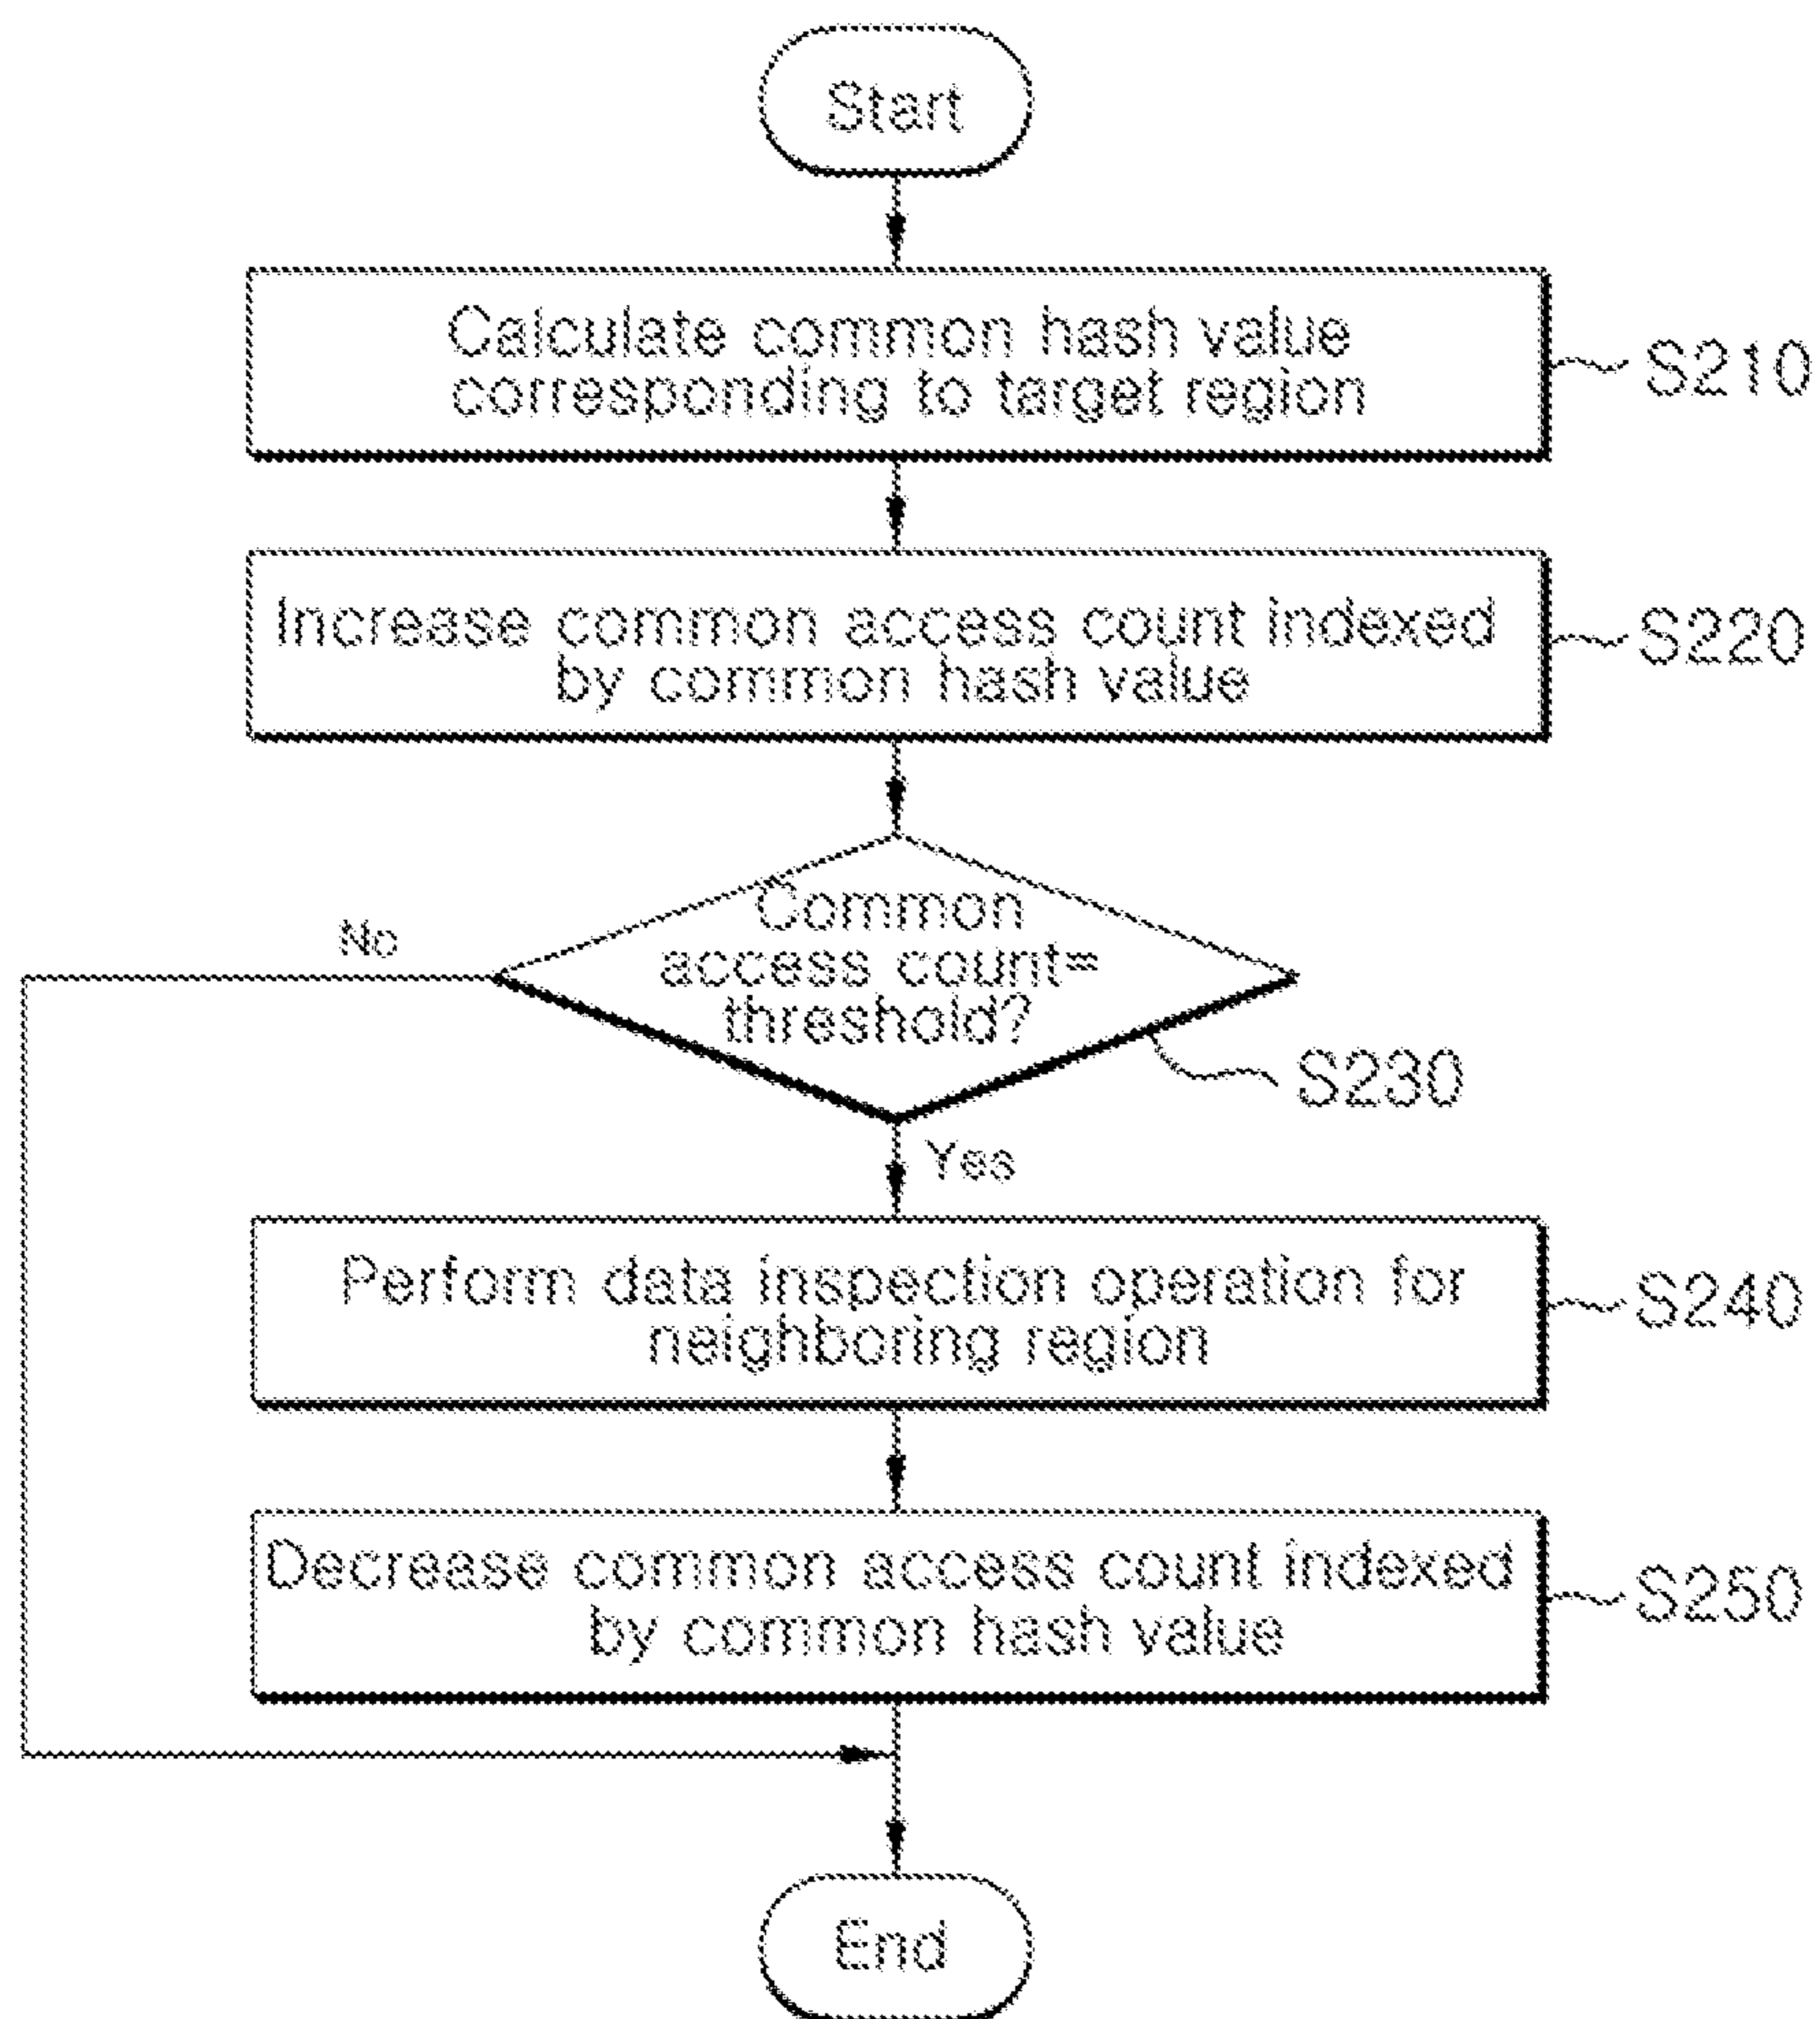 Start
Calculate common hash value
corresponding to target region
S210
Increase common access count indexed
by common hash value
S220
Common
access count=
threshold?
No
S230
Yes
Perform data inspection operation for
neighboring region
S240
Decrease common access count indexed
by common hash value
S250
End